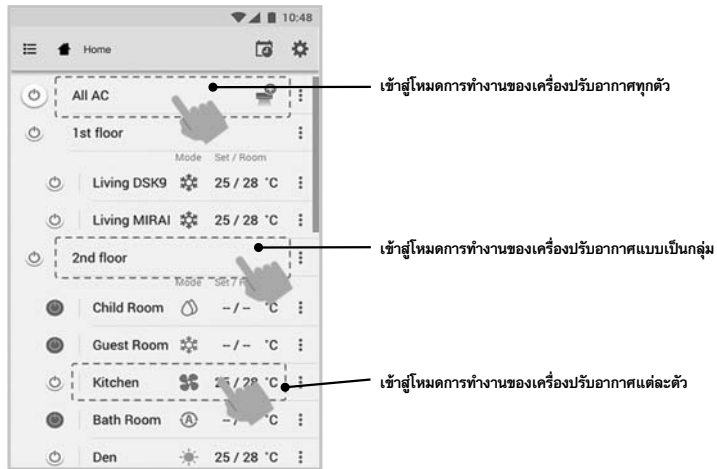 10:48
Home
All AC
เข้าสู่โหมดการทำงานของเครื่องปรับอากาศทุกตัว
1st floor
Mode Set / Room
Living DSK9 25 / 28 °C
Living MIRAI 25 / 28 °C
2nd floor
เข้าสู่โหมดการทำงานของเครื่องปรับอากาศแบบเป็นกลุ่ม
Mode Set /
Child Room – / – °C
Guest Room – / – °C
Kitchen 25 / 28 °C
เข้าสู่โหมดการทำงานของเครื่องปรับอากาศแต่ละตัว
Bath Room A – / °C
Den 25 / 28 °C